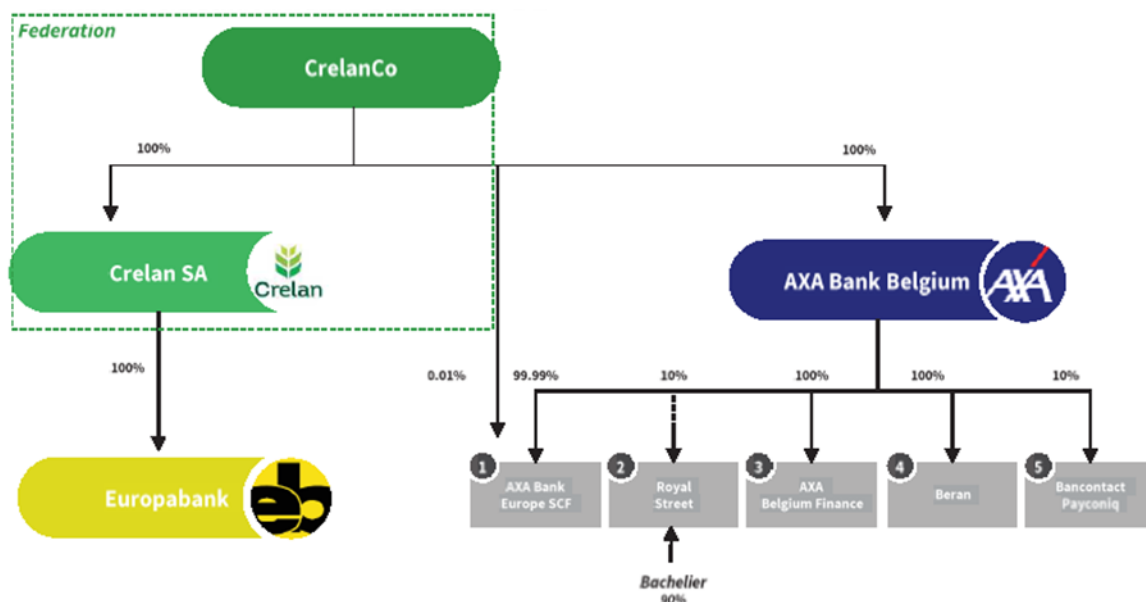 Federation
CrelanCo
100%
100%
Crelan SA
Crelan
AXA Bank Belgium
AXA
100%
0.01%
99.99%
10%
100%
100%
10%
Europabank
eb
1
AXA Bank
Europe SCF
2
Royal
Street
3
AXA
Belgium Finance
4
Beran
5
Bancontact
Payconiq
Bachelier
90%